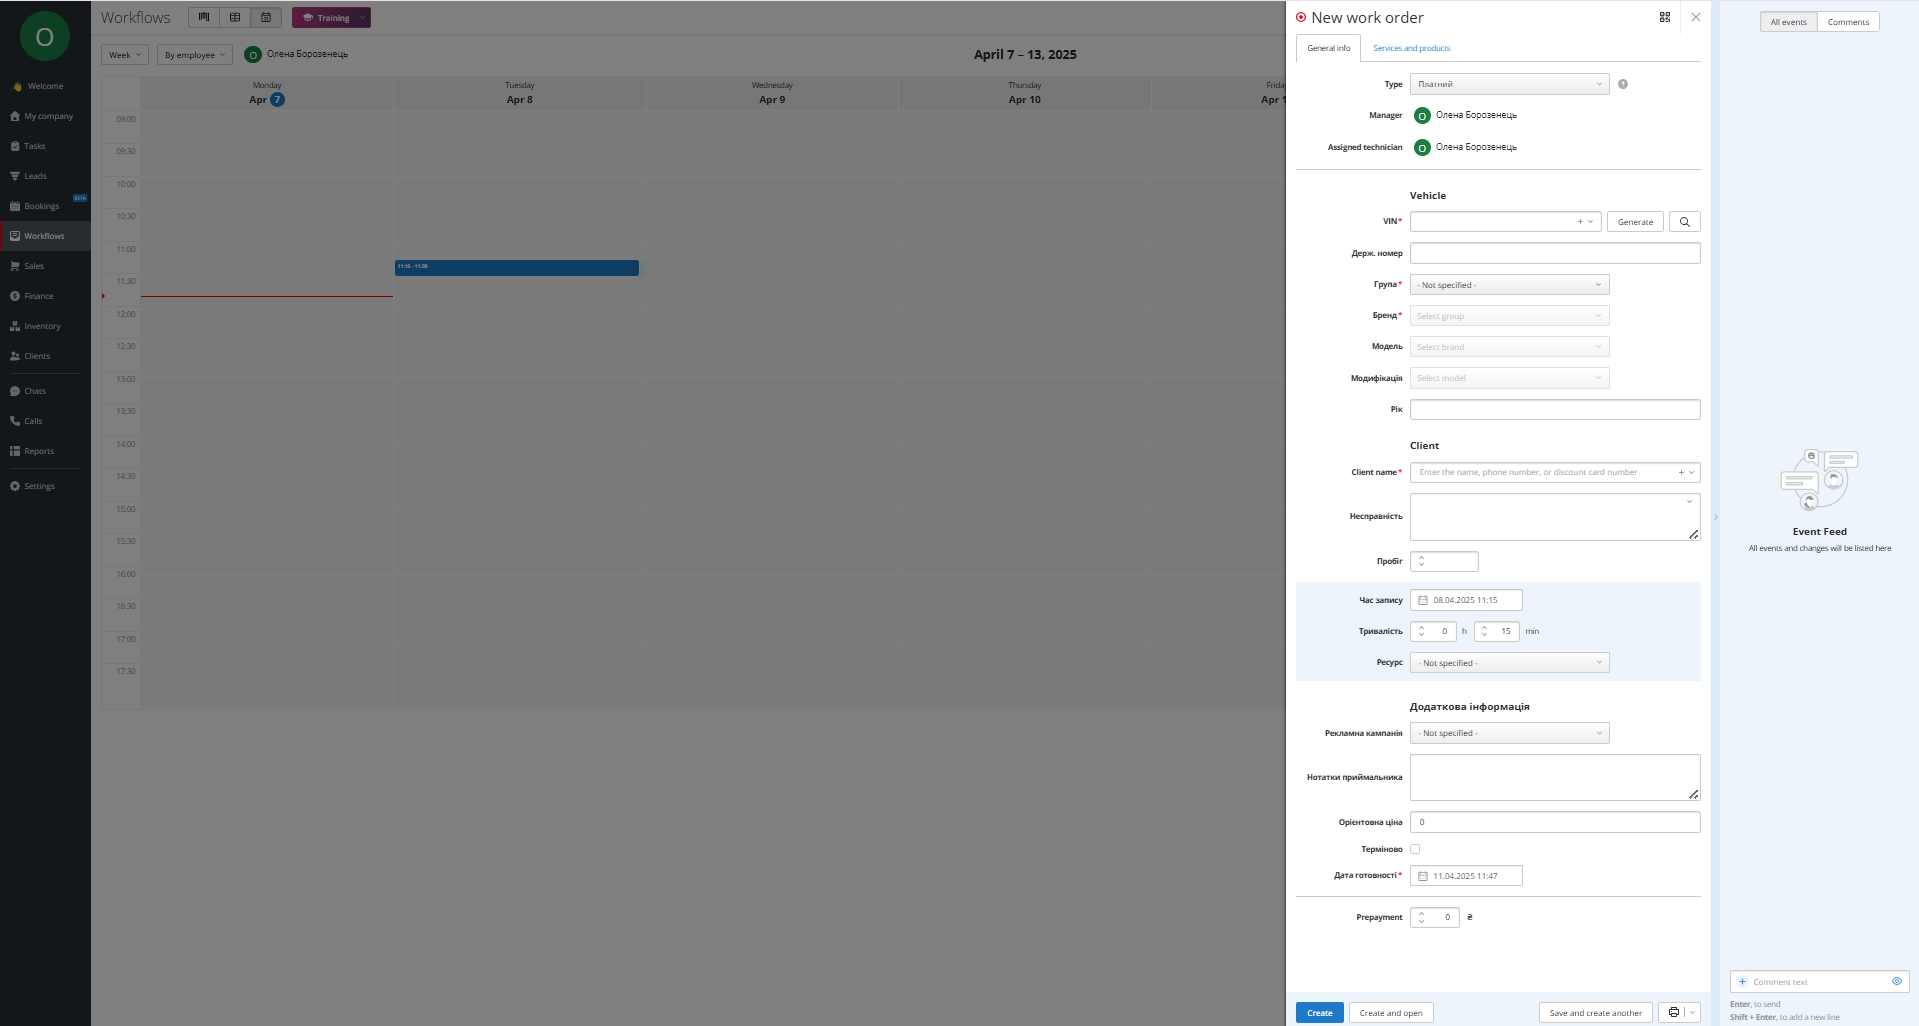 O
Welcome
My company
Tasks
Leads
Bookings
BETA
Workflows
Sales
Finance
Inventory
Clients
Chats
Calls
Reports
Settings
Workflows
Training
Week
By employee
O
Олена Борозенець
April 7 – 13, 2025
Monday
Apr 7
Tuesday
Apr 8
Wednesday
Apr 9
Thursday
Apr 10
09:00
09:30
10:00
10:30
11:00
11:30
12:00
12:30
13:00
13:30
14:00
14:30
15:00
15:30
16:00
16:30
17:00
17:30
11:15 - 11:30
New work order
General info
Services and products
Type
Платний
?
Manager
O
Олена Борозенець
Assigned technician
O
Олена Борозенець
Vehicle
VIN*
Generate
Держ. номер
Група*
- Not specified -
Бренд*
Select group
Модель
Select brand
Модифікація
Select model
Рік
Client
Client name*
Enter the name, phone number, or discount card number
Несправність
Пробіг
Час запису
08.04.2025 11:15
Тривалість
0 h 15 min
Ресурс
- Not specified -
Додаткова інформація
Рекламна кампанія
- Not specified -
Нотатки приймальника
Орієнтовна ціна
0
Терміново
Дата готовності*
11.04.2025 11:47
Prepayment
0 ₴
Create
Create and open
Save and create another
All events
Comments
Event Feed
All events and changes will be listed here
Comment text
Enter, to send
Shift + Enter, to add a new line